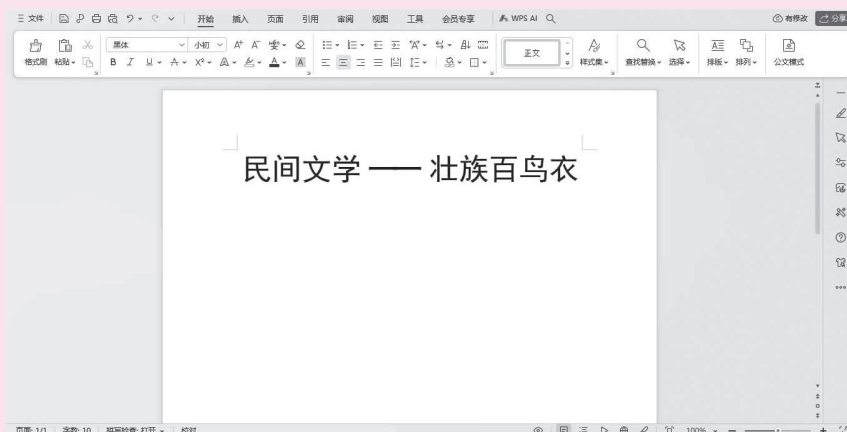 三 文件 开始 插入 页面 引用 审阅 视图 工具 会员专享 WPS AI 有修改 分享
黑体 小初 A⁺ A⁻ 正文
格式刷 粘贴 B I U A X² A A A 样式集 查找替换 选择 排版 排列 公文模式
民间文学 —— 壮族百鸟衣
页面: 1/1 字数: 10 拼写检查: 打开 校对 100%